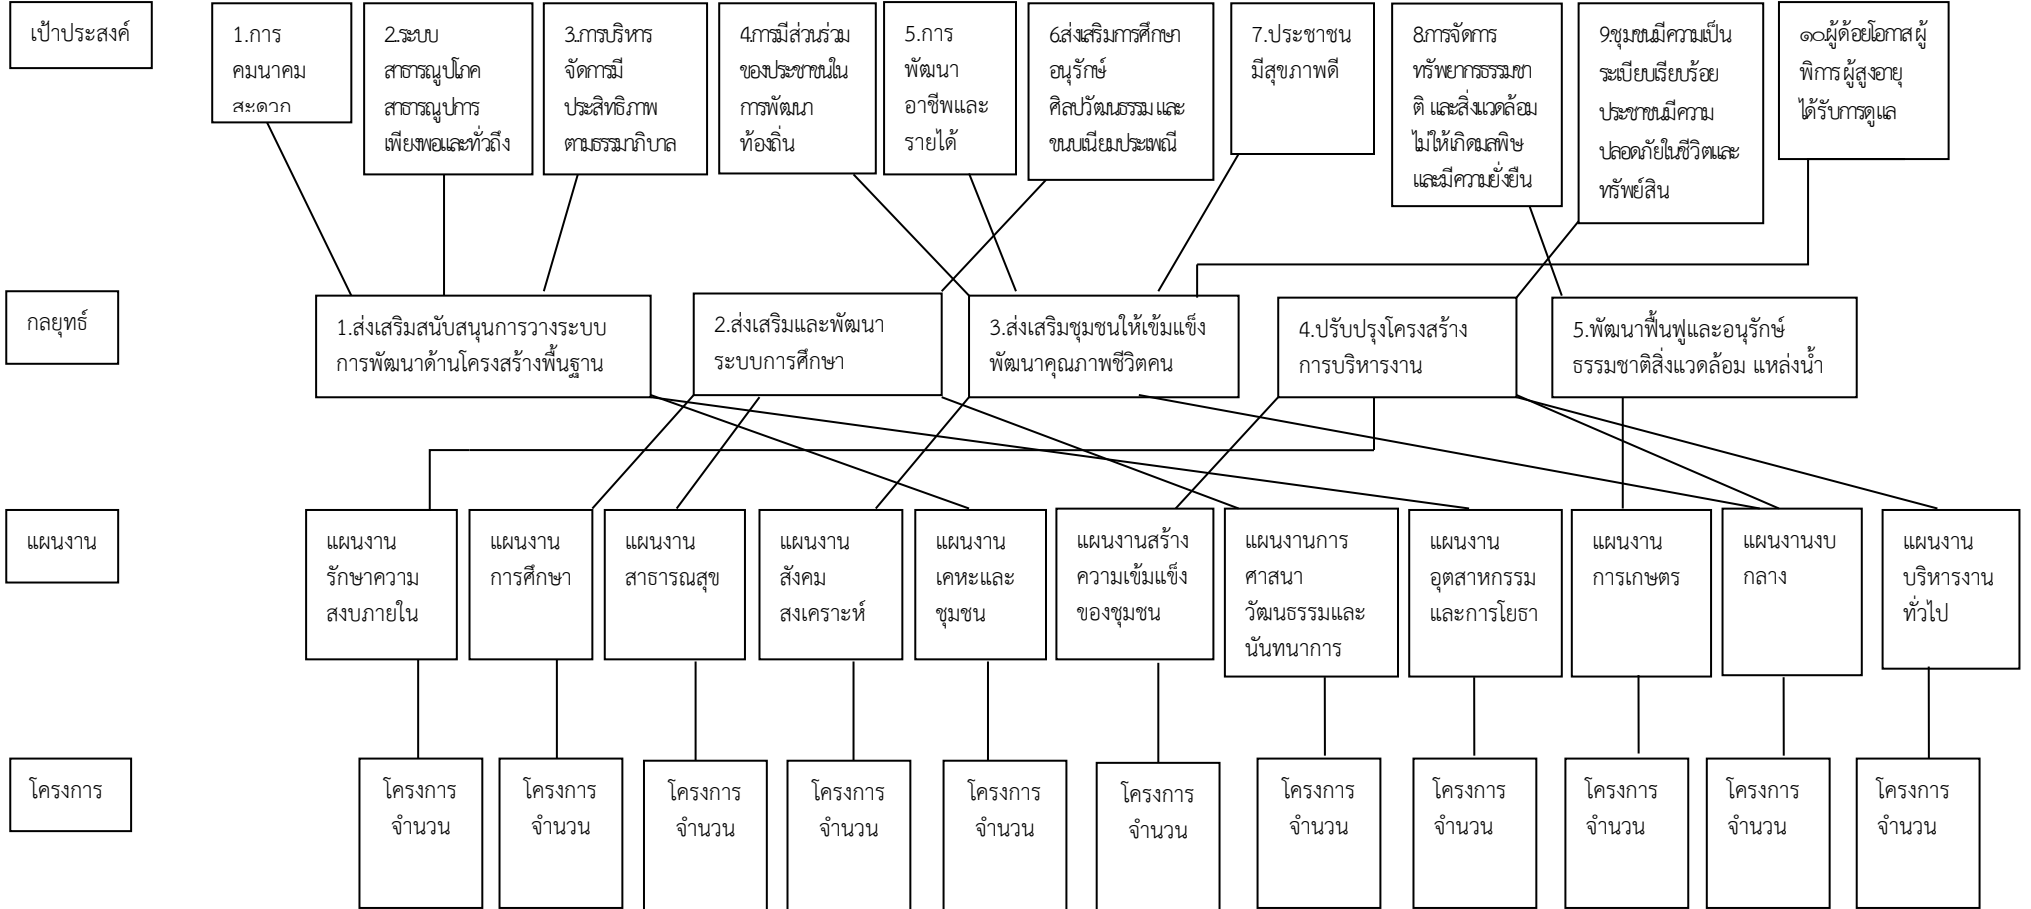 เป้าประสงค์
1.การ
คมนาคม
สะดวก
2.ระบบ
สาธารณูปโภค
สาธารณูปการ
เพียงพอและทั่วถึง
3.การบริหาร
จัดการมี
ประสิทธิภาพ
ตามธรรมาภิบาล
4.การมีส่วนร่วม
ของประชาชนใน
การพัฒนา
ท้องถิ่น
5.การ
พัฒนา
อาชีพและ
รายได้
6.ส่งเสริมการศึกษา
อนุรักษ์
ศิลปวัฒนธรรม และ
ขนบเนียมประเพณี
7.ประชาชน
มีสุขภาพดี
8.การจัดการ
ทรัพยากรธรรมชา
ติ และสิ่งแวดล้อม
ไม่ให้เกิดมลพิษ
และมีความยั่งยืน
9.ชุมชนมีความเป็น
ระเบียบเรียบร้อย
ประชาชนมีความ
ปลอดภัยในชีวิตและ
ทรัพย์สิน
๑๐.ผู้ด้อยโอกาส ผู้
พิการ ผู้สูงอายุ
ได้รับการดูแล
กลยุทธ์
1.ส่งเสริมสนับสนุนการวางระบบ
การพัฒนาด้านโครงสร้างพื้นฐาน
2.ส่งเสริมและพัฒนา
ระบบการศึกษา
3.ส่งเสริมชุมชนให้เข้มแข็ง
พัฒนาคุณภาพชีวิตคน
4.ปรับปรุงโครงสร้าง
การบริหารงาน
5.พัฒนาฟื้นฟูและอนุรักษ์
ธรรมชาติสิ่งแวดล้อม แหล่งน้ำ
แผนงาน
แผนงาน
รักษาความ
สงบภายใน
แผนงาน
การศึกษา
แผนงาน
สาธารณสุข
แผนงาน
สังคม
สงเคราะห์
แผนงาน
เคหะและ
ชุมชน
แผนงานสร้าง
ความเข้มแข็ง
ของชุมชน
แผนงานการ
ศาสนา
วัฒนธรรมและ
นันทนาการ
แผนงาน
อุตสาหกรรม
และการโยธา
แผนงาน
การเกษตร
แผนงานงบ
กลาง
แผนงาน
บริหารงาน
ทั่วไป
โครงการ
โครงการ
จำนวน
โครงการ
จำนวน
โครงการ
จำนวน
โครงการ
จำนวน
โครงการ
จำนวน
โครงการ
จำนวน
โครงการ
จำนวน
โครงการ
จำนวน
โครงการ
จำนวน
โครงการ
จำนวน
โครงการ
จำนวน